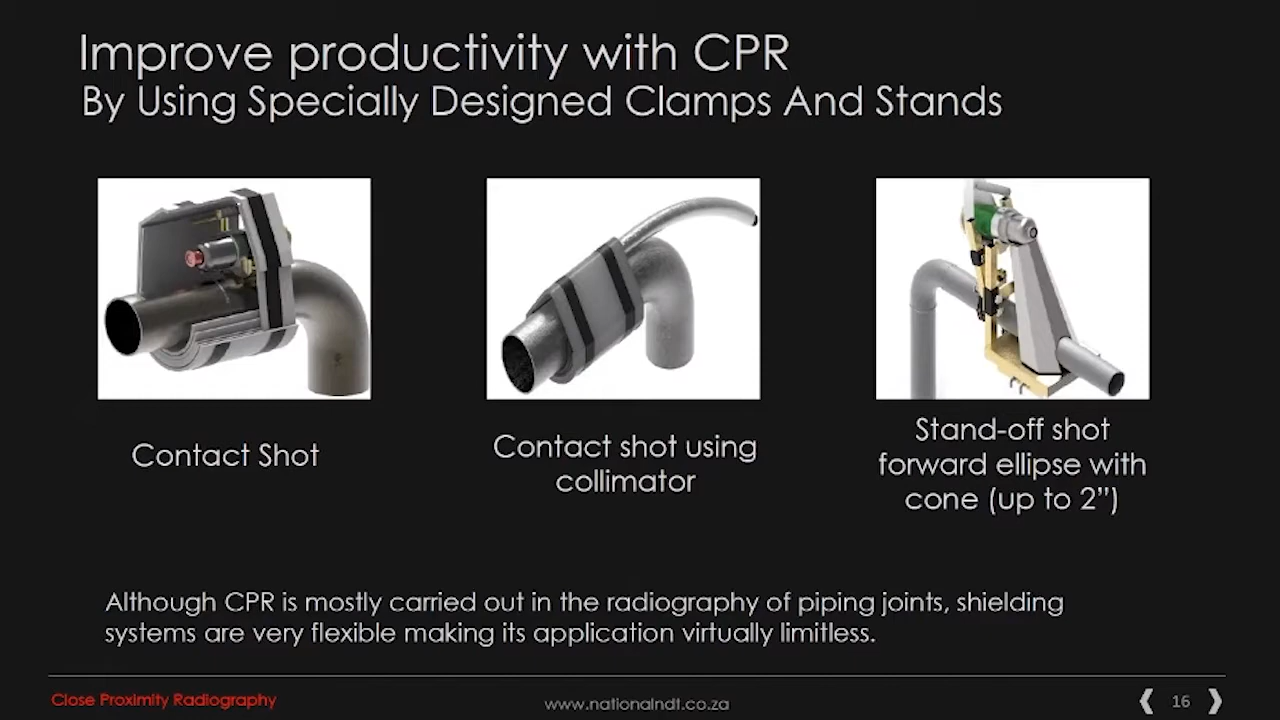 Improve productivity with CPR
By Using Specially Designed Clamps And Stands
Contact Shot
Contact shot using
collimator
Stand-off shot
forward ellipse with
cone (up to 2”)
Although CPR is mostly carried out in the radiography of piping joints, shielding
systems are very flexible making its application virtually limitless.
Close Proximity Radiography
www.nationalndt.co.za
❰ 16 ❱